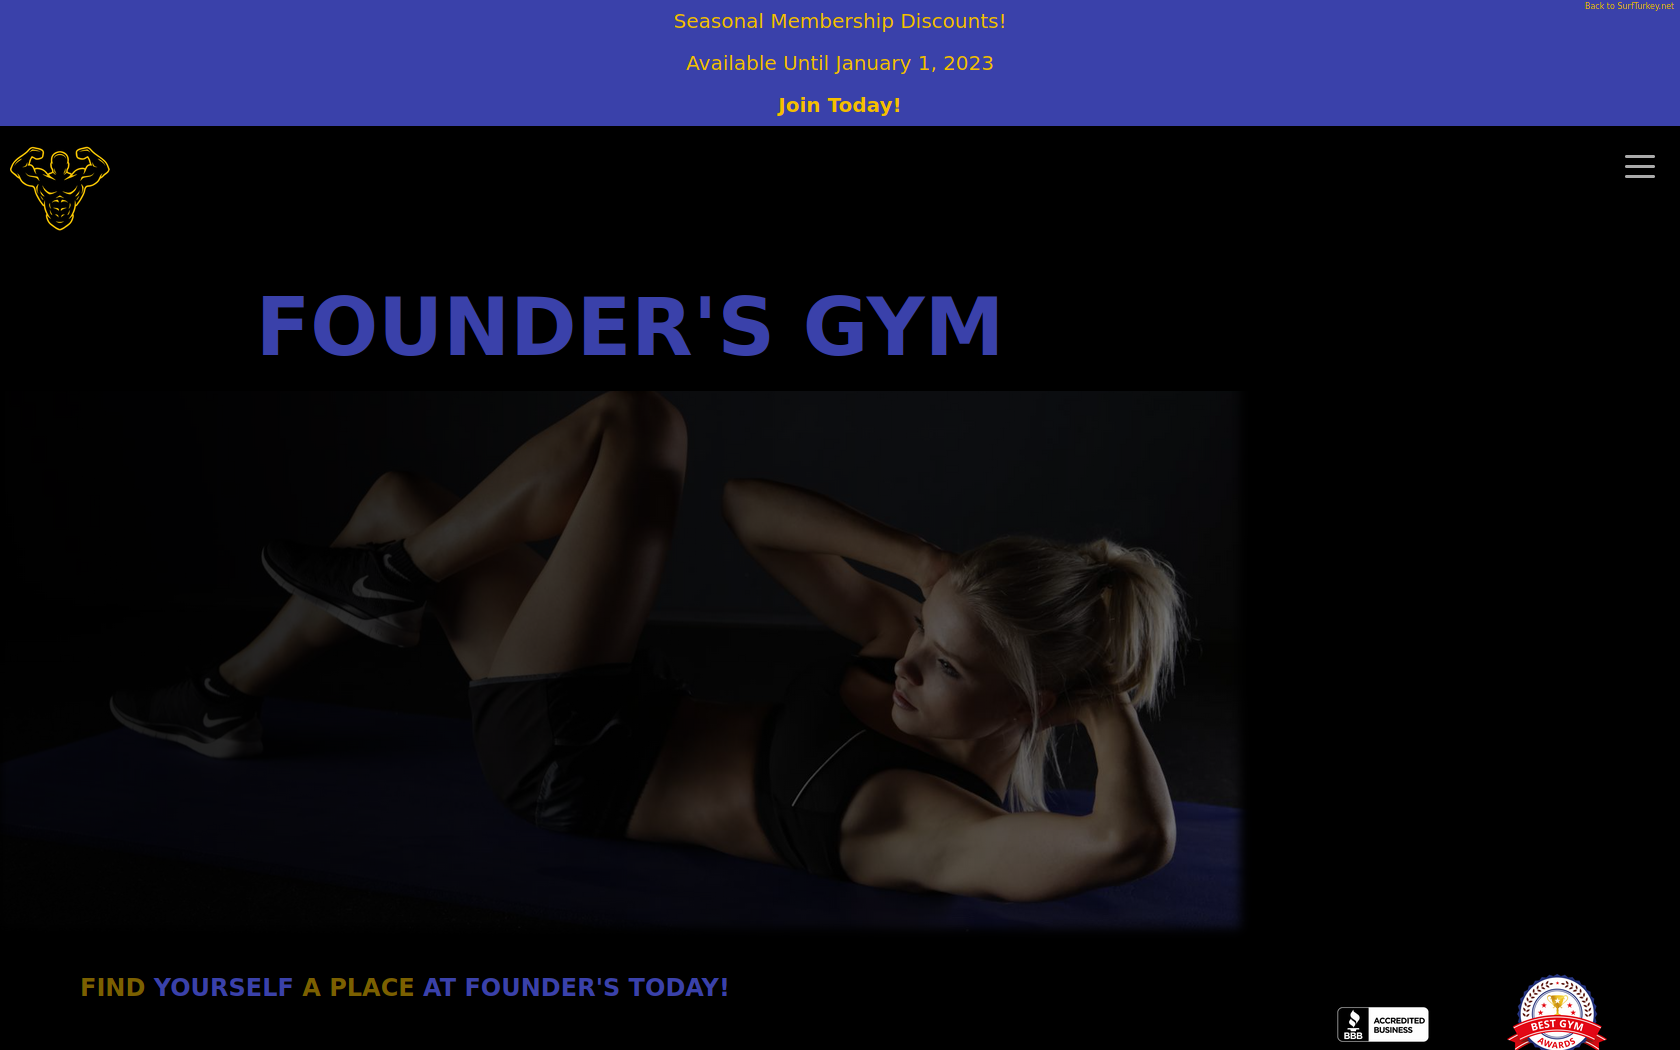 Back to SurfTurkey.net
Seasonal Membership Discounts!
Available Until January 1, 2023
Join Today!
FOUNDER'S GYM
FIND YOURSELF A PLACE AT FOUNDER'S TODAY!
BBB
ACCREDITED
BUSINESS
BEST GYM
AWARDS